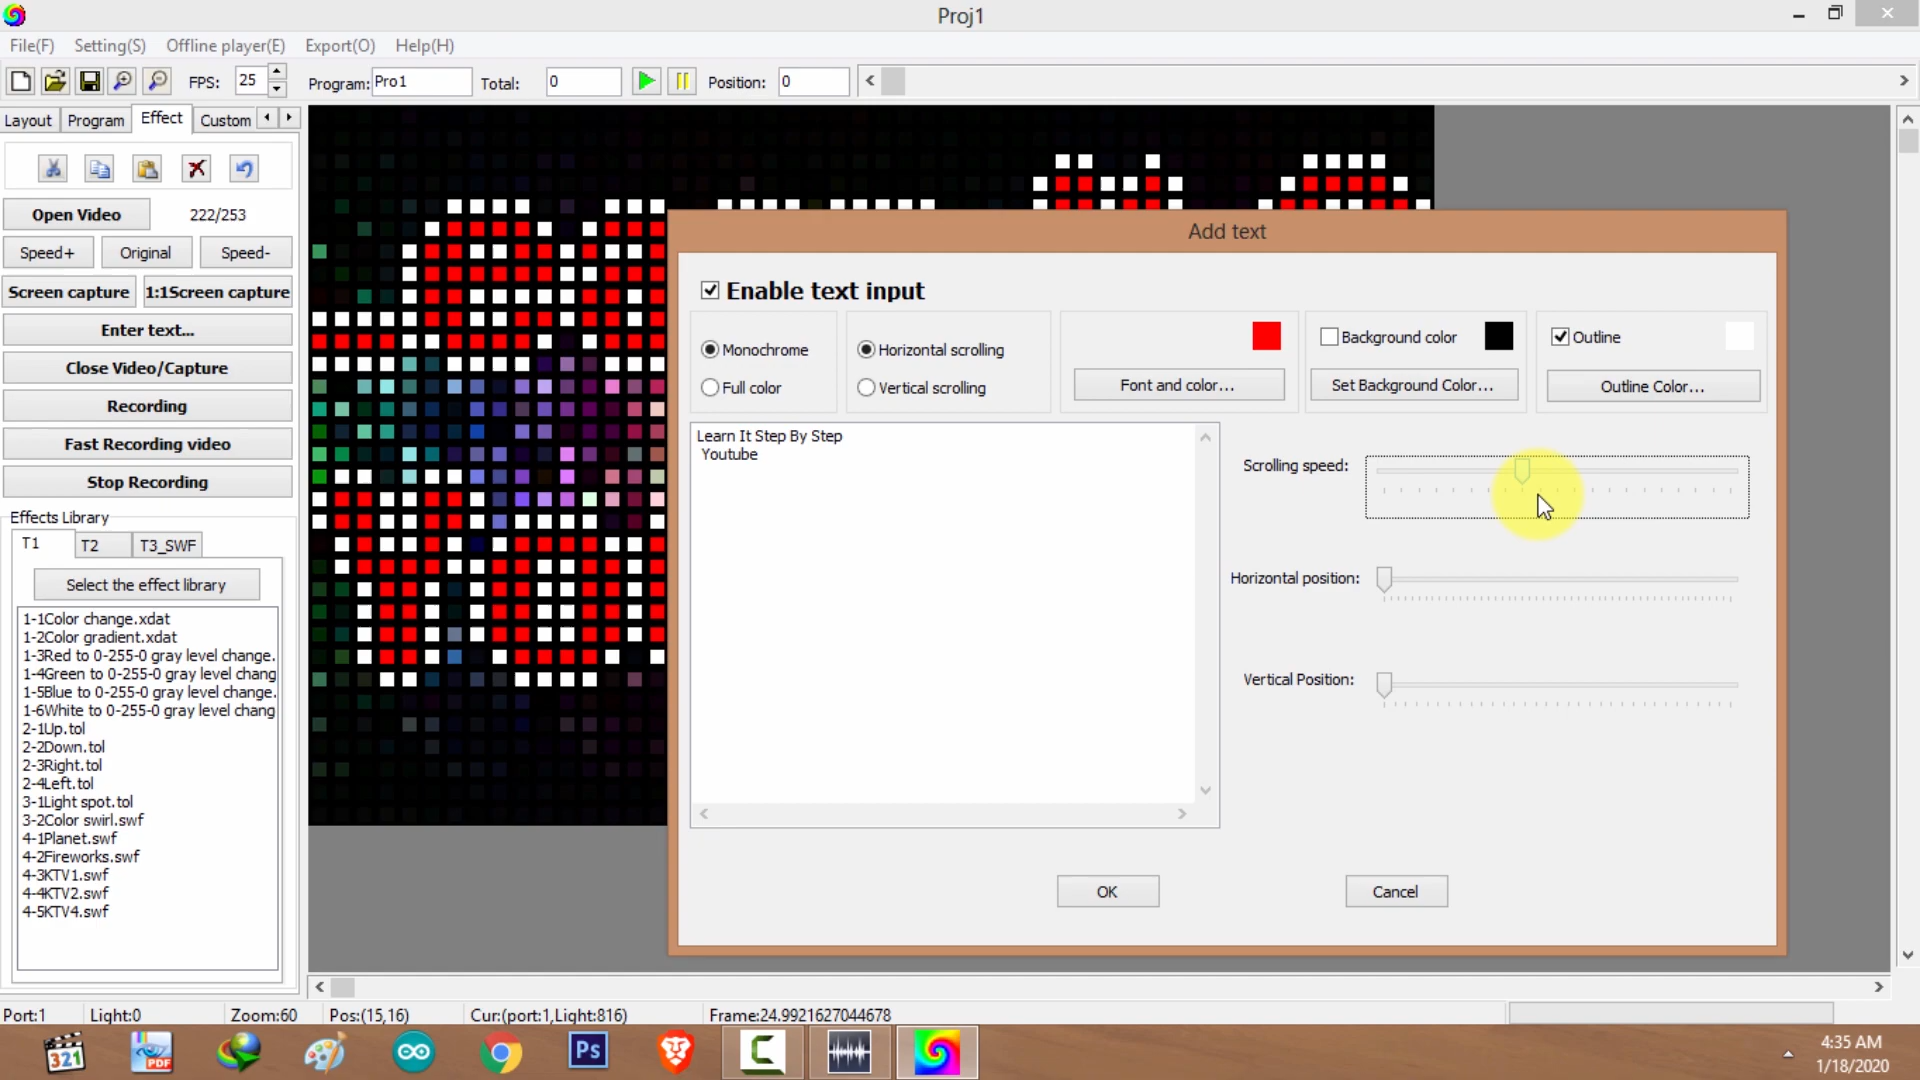 Proj1
File(F) Setting(S) Offline player(E) Export(O) Help(H)
FPS: 25 Program: Pro1 Total: 0 Position: 0
Layout Program Effect Custom
Open Video 222/253
Speed+ Original Speed-
Screen capture 1:1Screen capture
Enter text...
Close Video/Capture
Recording
Fast Recording video
Stop Recording
Effects Library
T1 T2 T3_SWF
Select the effect library
1-1Color change.xdat
1-2Color gradient.xdat
1-3Red to 0-255-0 gray level change.
1-4Green to 0-255-0 gray level chang
1-5Blue to 0-255-0 gray level change.
1-6White to 0-255-0 gray level chang
2-1Up.tol
2-2Down.tol
2-3Right.tol
2-4Left.tol
3-1Light spot.tol
3-2Color swirl.swf
4-1Planet.swf
4-2Fireworks.swf
4-3KTV1.swf
4-4KTV2.swf
4-5KTV4.swf
Add text
Enable text input
Monochrome Horizontal scrolling Background color Outline
Full color Vertical scrolling Font and color... Set Background Color... Outline Color...
Learn It Step By Step
Youtube
Scrolling speed:
Horizontal position:
Vertical Position:
OK Cancel
Port:1 Light:0 Zoom:60 Pos:(15,16) Cur:(port:1,Light:816) Frame:24.9921627044678
321 PDF Ps C
4:35 AM
1/18/2020